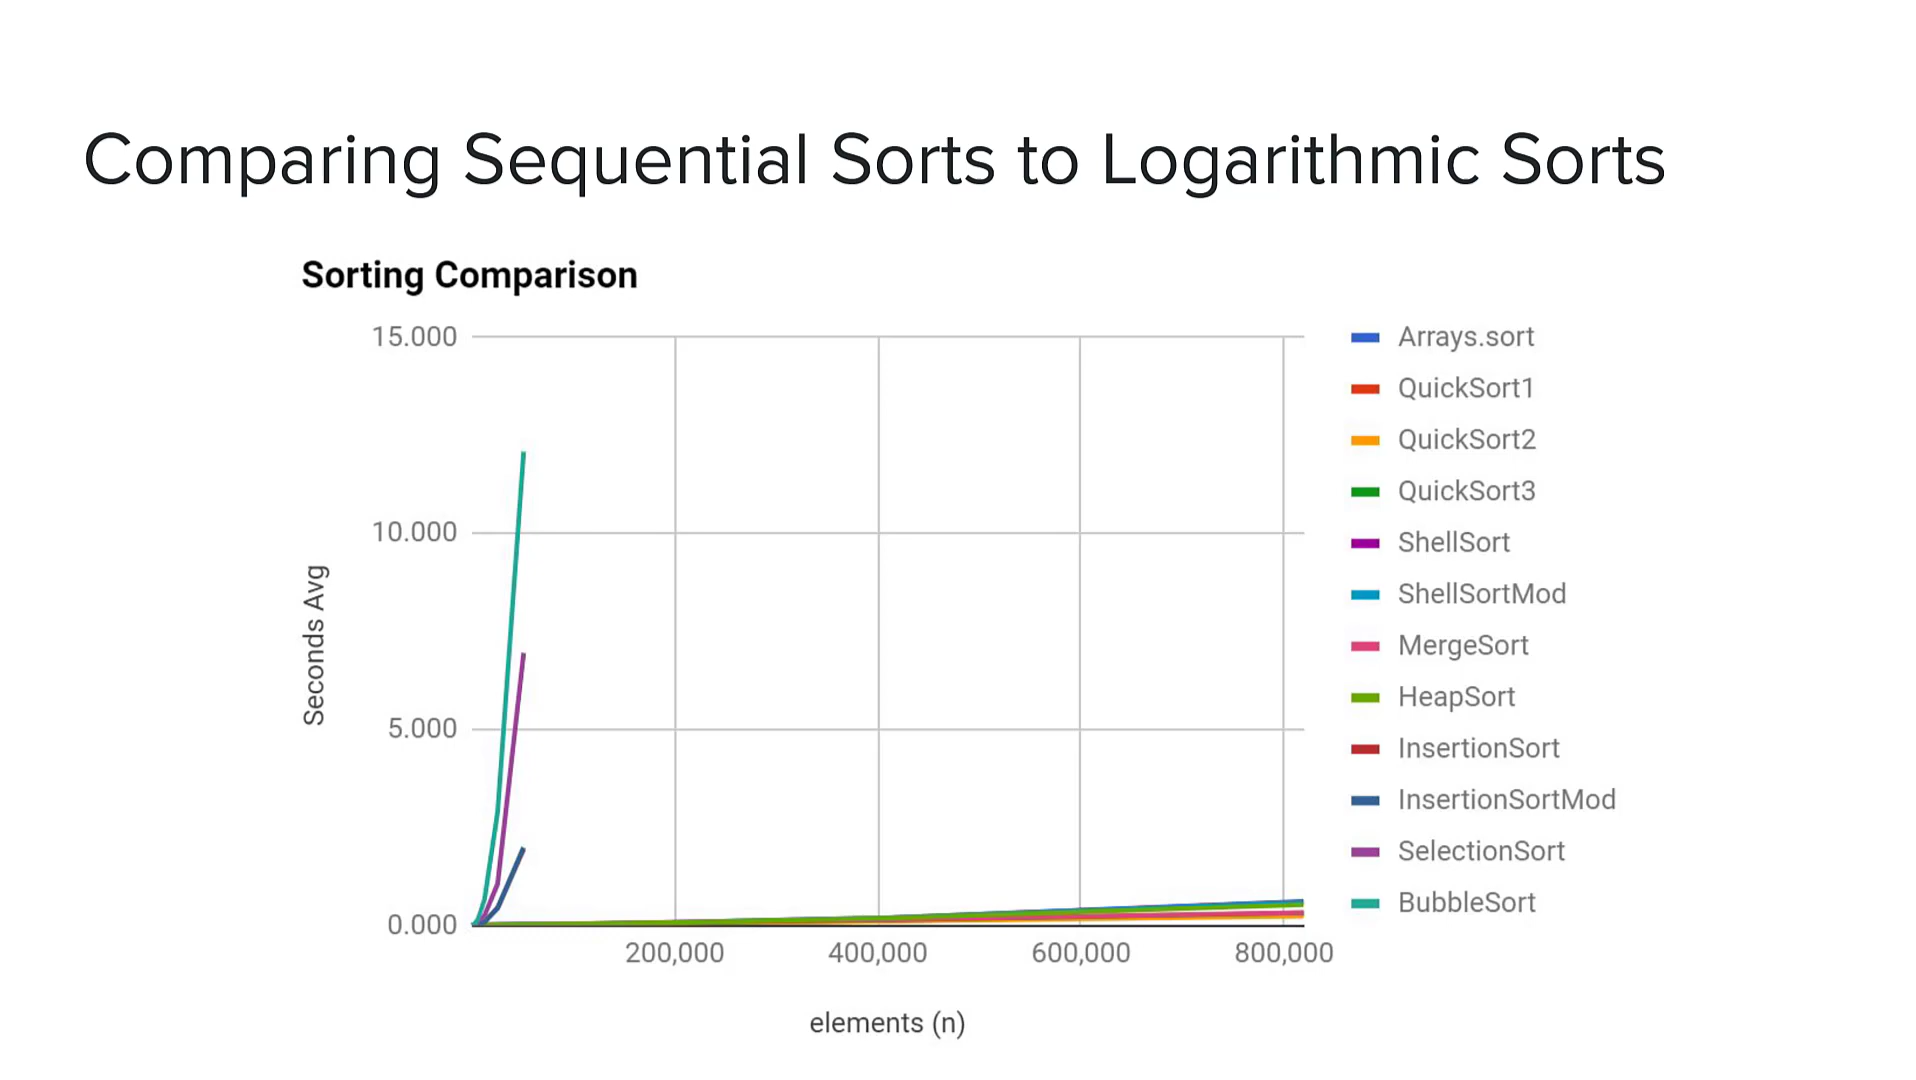 Comparing Sequential Sorts to Logarithmic Sorts
Sorting Comparison
15.000
10.000
5.000
0.000
Seconds Avg
200,000
400,000
600,000
800,000
elements (n)
Arrays.sort
QuickSort1
QuickSort2
QuickSort3
ShellSort
ShellSortMod
MergeSort
HeapSort
InsertionSort
InsertionSortMod
SelectionSort
BubbleSort